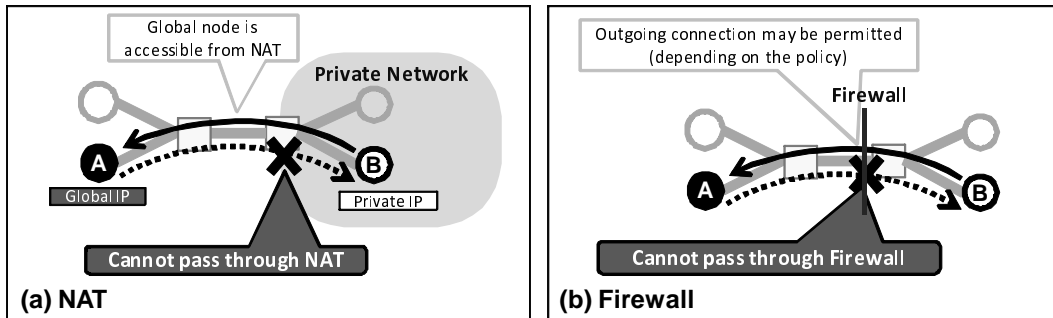 Global node is
accessible from NAT
Private Network
A
B
Global IP
Private IP
Cannot pass through NAT
(a) NAT
Outgoing connection may be permitted
(depending on the policy)
Firewall
A
B
Cannot pass through Firewall
(b) Firewall